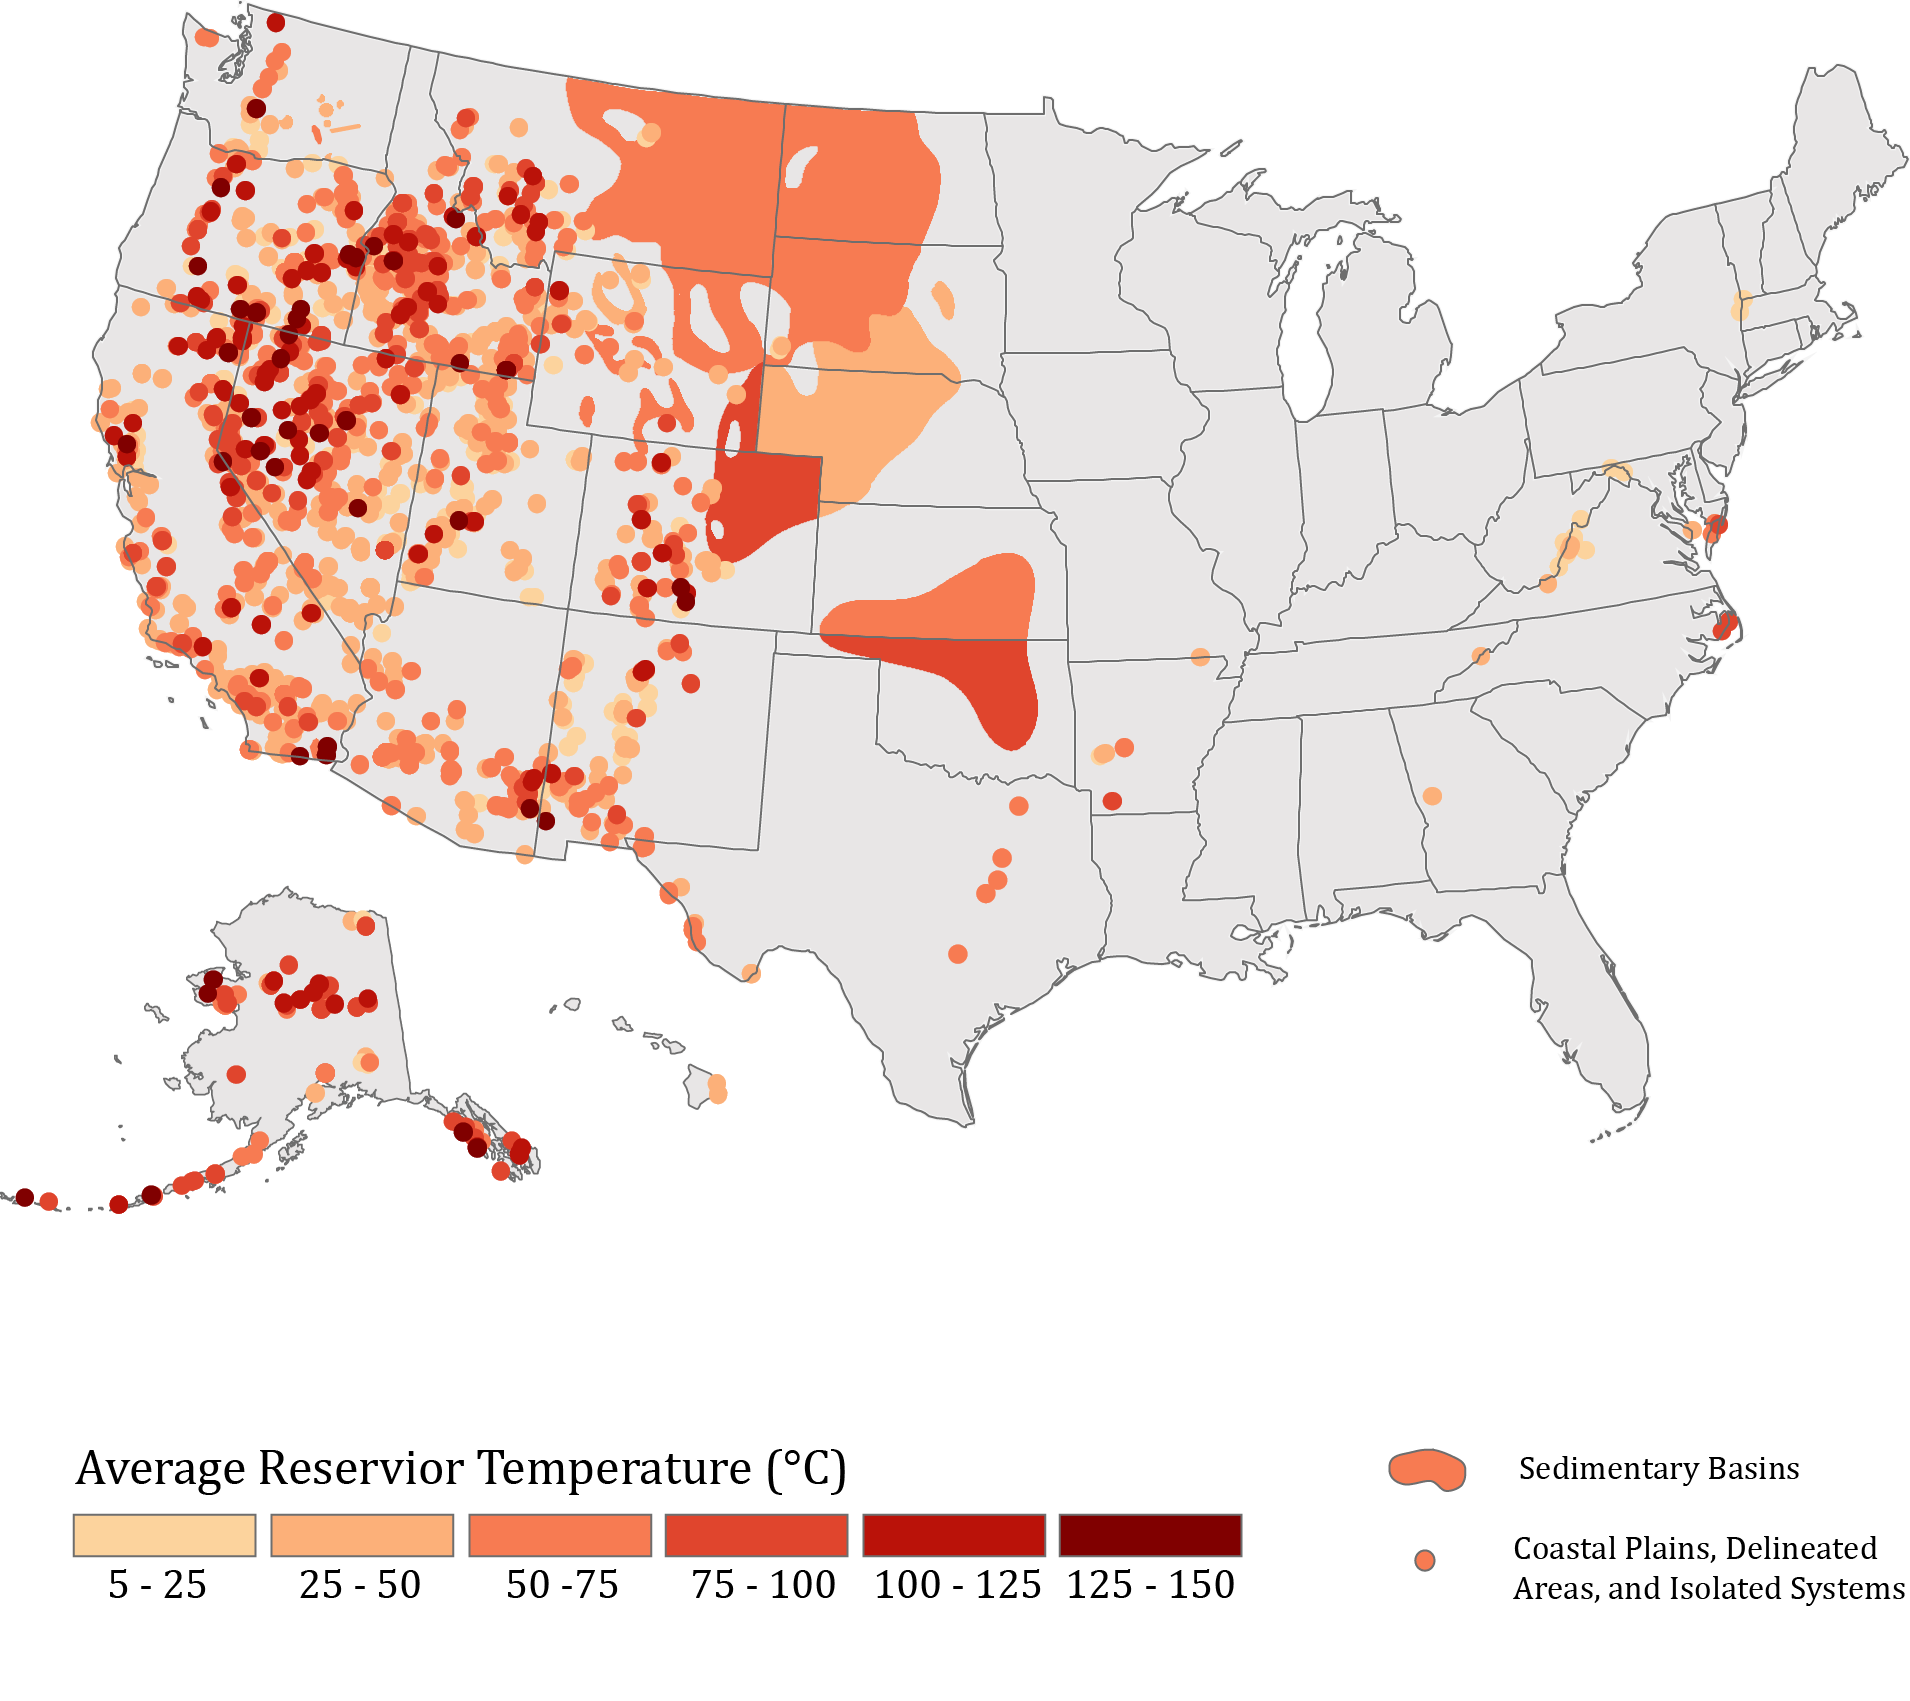 Average Reservior Temperature (°C)
5 - 25
25 - 50
50 -75
75 - 100
100 - 125
125 - 150
Sedimentary Basins
Coastal Plains, Delineated
Areas, and Isolated Systems